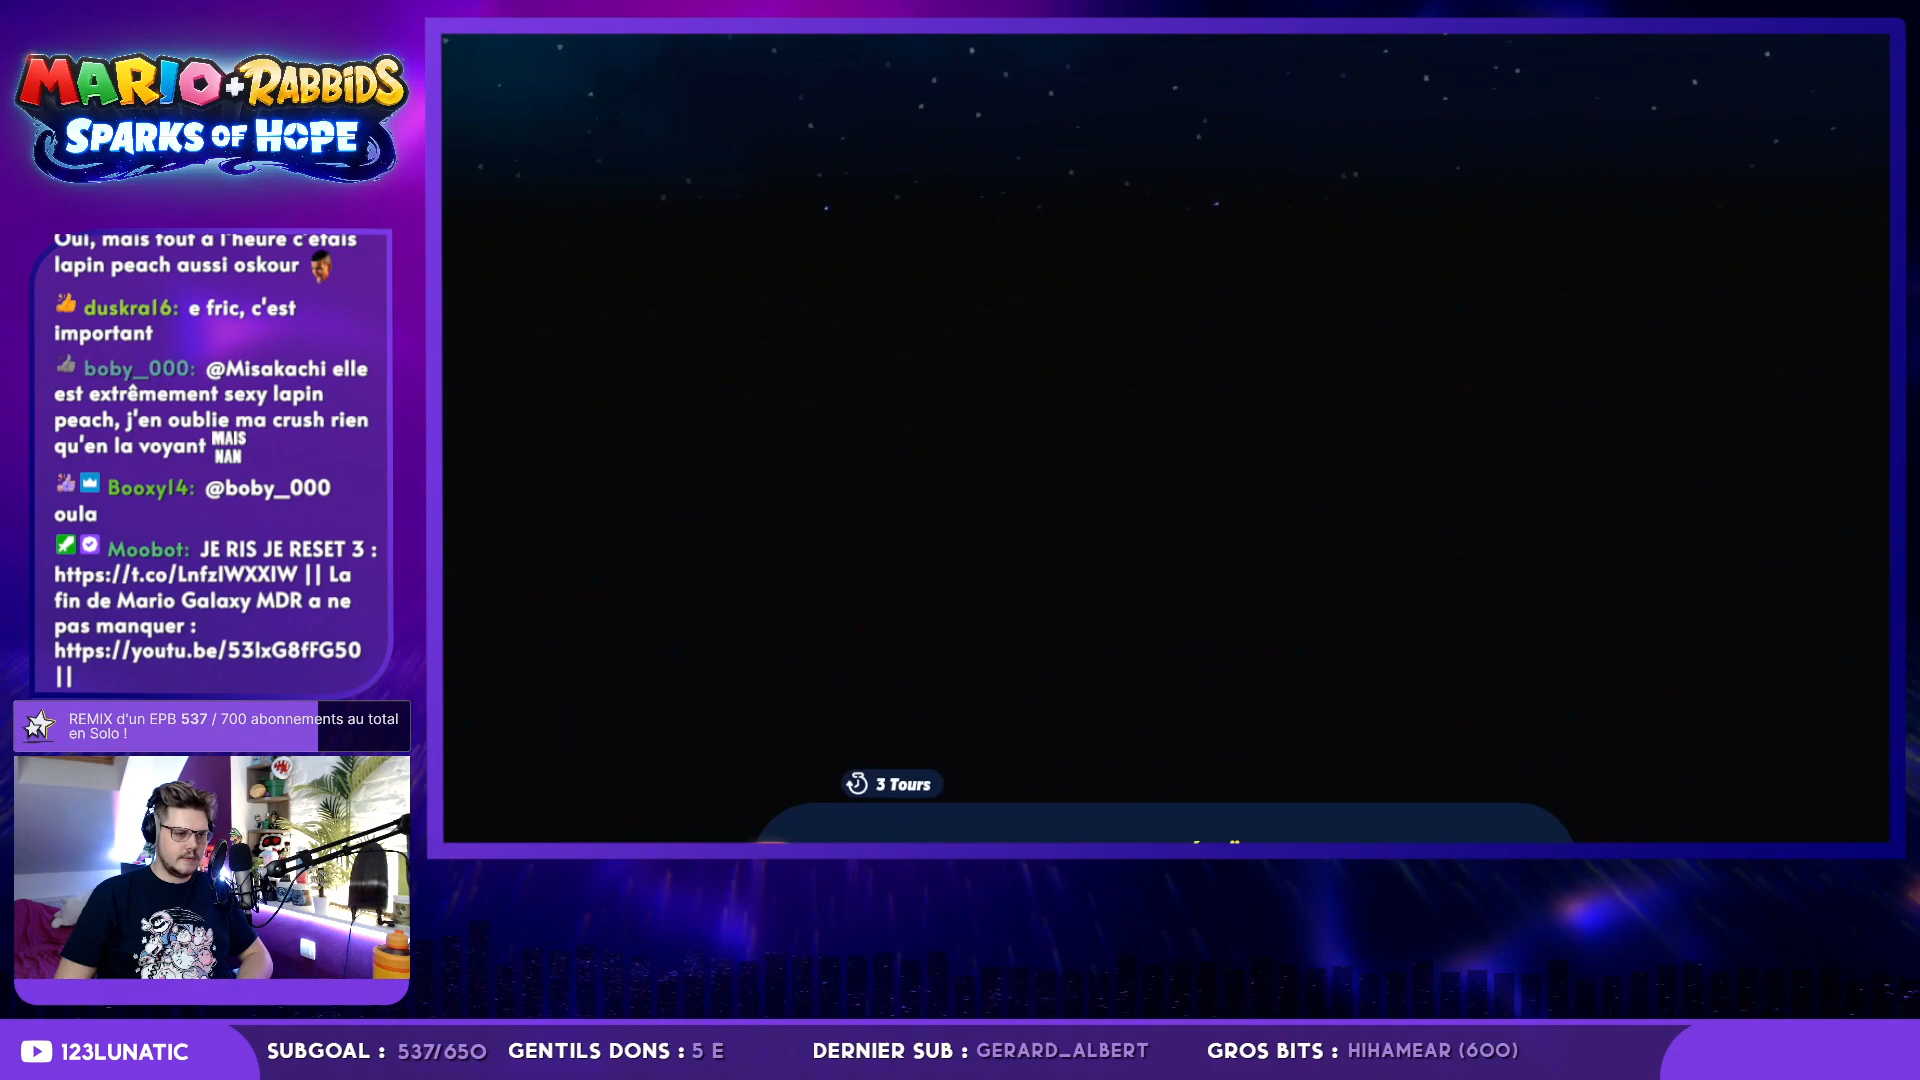 MARIO+RABBIDS
SPARKS OF HOPE
Oui, mais tout à l'heure c'étais
lapin peach aussi oskour
duskra16: e fric, c'est
important
boby_000: @Misakachi elle
est extrêmement sexy lapin
peach, j'en oublie ma crush rien
qu'en la voyant MAIS NAN
Booxy14: @boby_000
oula
Moobot: JE RIS JE RESET 3 :
https://t.co/LnfzIWXXIW || La
fin de Mario Galaxy MDR a ne
pas manquer :
https://youtu.be/53IxG8fFG50
||
REMIX d'un EPB 537 / 700 abonnements au total
en Solo !
3 Tours
123LUNATIC
SUBGOAL : 537/650
GENTILS DONS : 5 E
DERNIER SUB : GERARD_ALBERT
GROS BITS : HIHAMEAR (600)